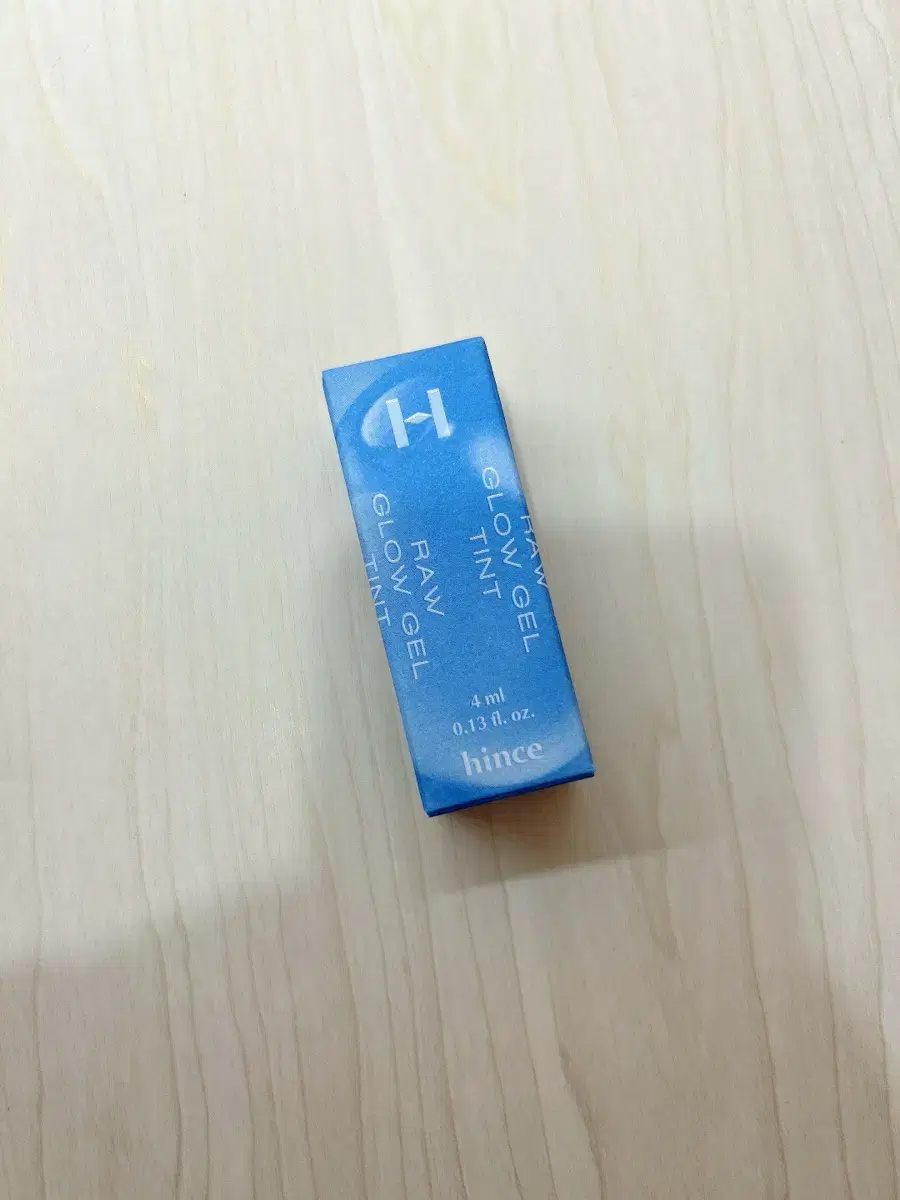 H
RAW
GLOW GEL
TINT
RAW
GLOW GEL
TINT
4 ml
0.13 fl. oz.
hince